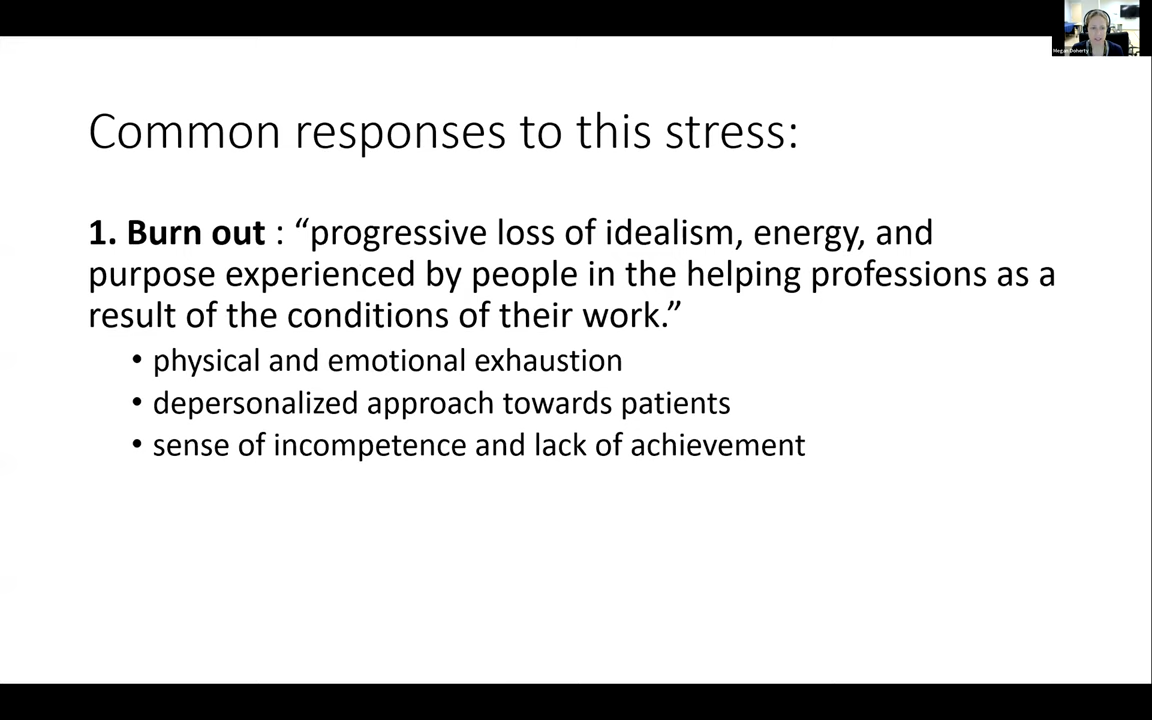 Megan Doherty
Common responses to this stress:
1. Burn out : “progressive loss of idealism, energy, and
purpose experienced by people in the helping professions as a
result of the conditions of their work.”
• physical and emotional exhaustion
• depersonalized approach towards patients
• sense of incompetence and lack of achievement